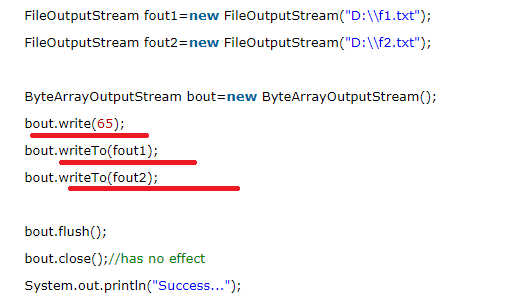 FileOutputStream fout1=new FileOutputStream("D:\\f1.txt");
FileOutputStream fout2=new FileOutputStream("D:\\f2.txt");
ByteArrayOutputStream bout=new ByteArrayOutputStream();
bout.write(65);
bout.writeTo(fout1);
bout.writeTo(fout2);
bout.flush();
bout.close();//has no effect
System.out.println("Success...");